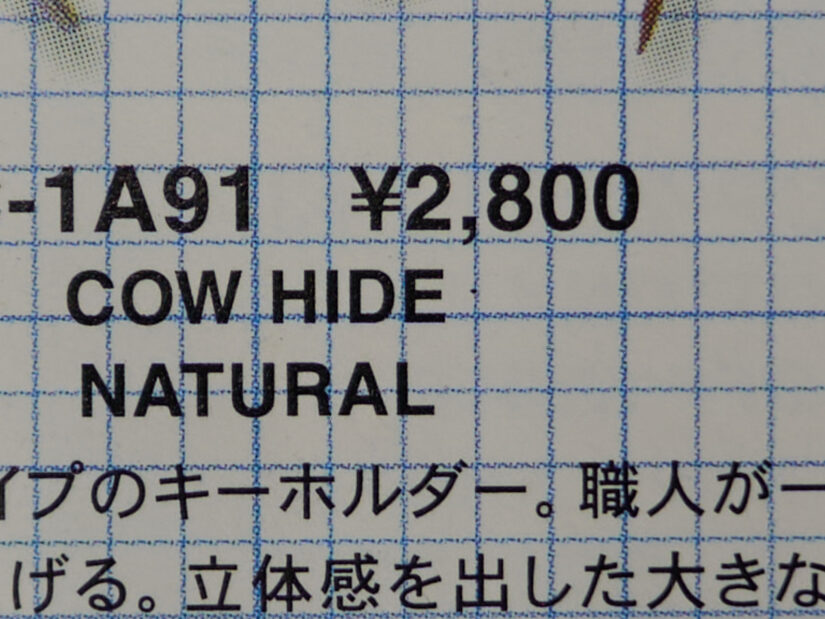 -1A91 ¥2,800
COW HIDE
NATURAL
イプのキーホルダー。職人が一
げる。立体感を出した大きな